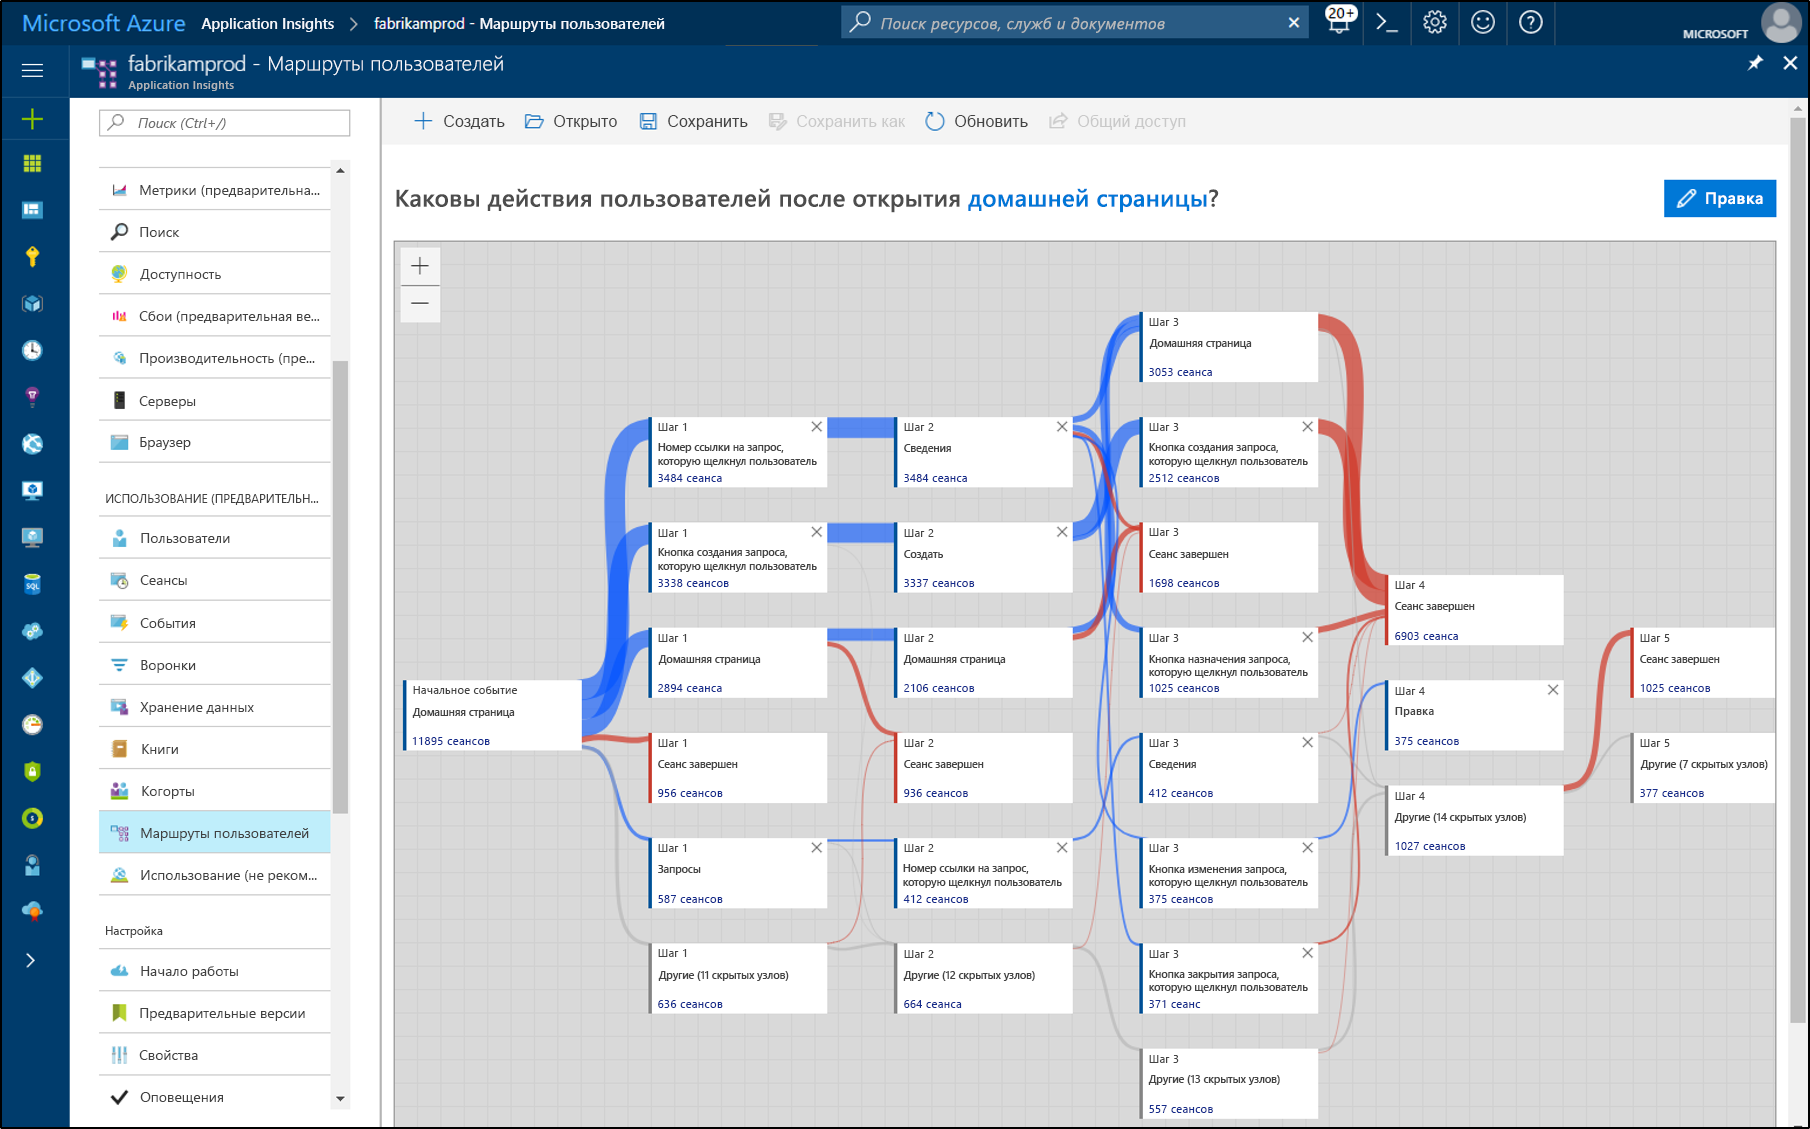 Microsoft Azure
Application Insights
fabrikamprod - Маршруты пользователей
Поиск ресурсов, служб и документов
20+
MICROSOFT
fabrikamprod - Маршруты пользователей
Application Insights
Поиск (Ctrl+/)
Метрики (предварительна...
Поиск
Доступность
Сбои (предварительная ве...
Производительность (пре...
Серверы
Браузер
ИСПОЛЬЗОВАНИЕ (ПРЕДВАРИТЕЛЬН...
Пользователи
Сеансы
События
Воронки
Хранение данных
Книги
Когорты
Маршруты пользователей
Использование (не реком...
Настройка
Начало работы
Предварительные версии
Свойства
Оповещения
SQL
Создать
Открыто
Сохранить
Сохранить как
Обновить
Общий доступ
Каковы действия пользователей после открытия домашней страницы?
Правка
Начальное событие
Домашняя страница
11895 сеансов
Шаг 1
Номер ссылки на запрос,
которую щелкнул пользователь
3484 сеанса
Шаг 1
Кнопка создания запроса,
которую щелкнул пользователь
3338 сеансов
Шаг 1
Домашняя страница
2894 сеанса
Шаг 1
Сеанс завершен
956 сеансов
Шаг 1
Запросы
587 сеансов
Шаг 1
Другие (11 скрытых узлов)
636 сеансов
Шаг 2
Сведения
3484 сеанса
Шаг 2
Создать
3337 сеансов
Шаг 2
Домашняя страница
2106 сеансов
Шаг 2
Сеанс завершен
936 сеансов
Шаг 2
Номер ссылки на запрос,
которую щелкнул пользователь
412 сеансов
Шаг 2
Другие (12 скрытых узлов)
664 сеанса
Шаг 3
Домашняя страница
3053 сеанса
Шаг 3
Кнопка создания запроса,
которую щелкнул пользователь
2512 сеансов
Шаг 3
Сеанс завершен
1698 сеансов
Шаг 3
Кнопка назначения запроса,
которую щелкнул пользователь
1025 сеансов
Шаг 3
Сведения
412 сеансов
Шаг 3
Кнопка изменения запроса,
которую щелкнул пользователь
375 сеансов
Шаг 3
Кнопка закрытия запроса,
которую щелкнул пользователь
371 сеанс
Шаг 3
Другие (13 скрытых узлов)
557 сеансов
Шаг 4
Сеанс завершен
6903 сеанса
Шаг 4
Правка
375 сеансов
Шаг 4
Другие (14 скрытых узлов)
1027 сеансов
Шаг 5
Сеанс завершен
1025 сеансов
Шаг 5
Другие (7 скрытых узлов)
377 сеансов